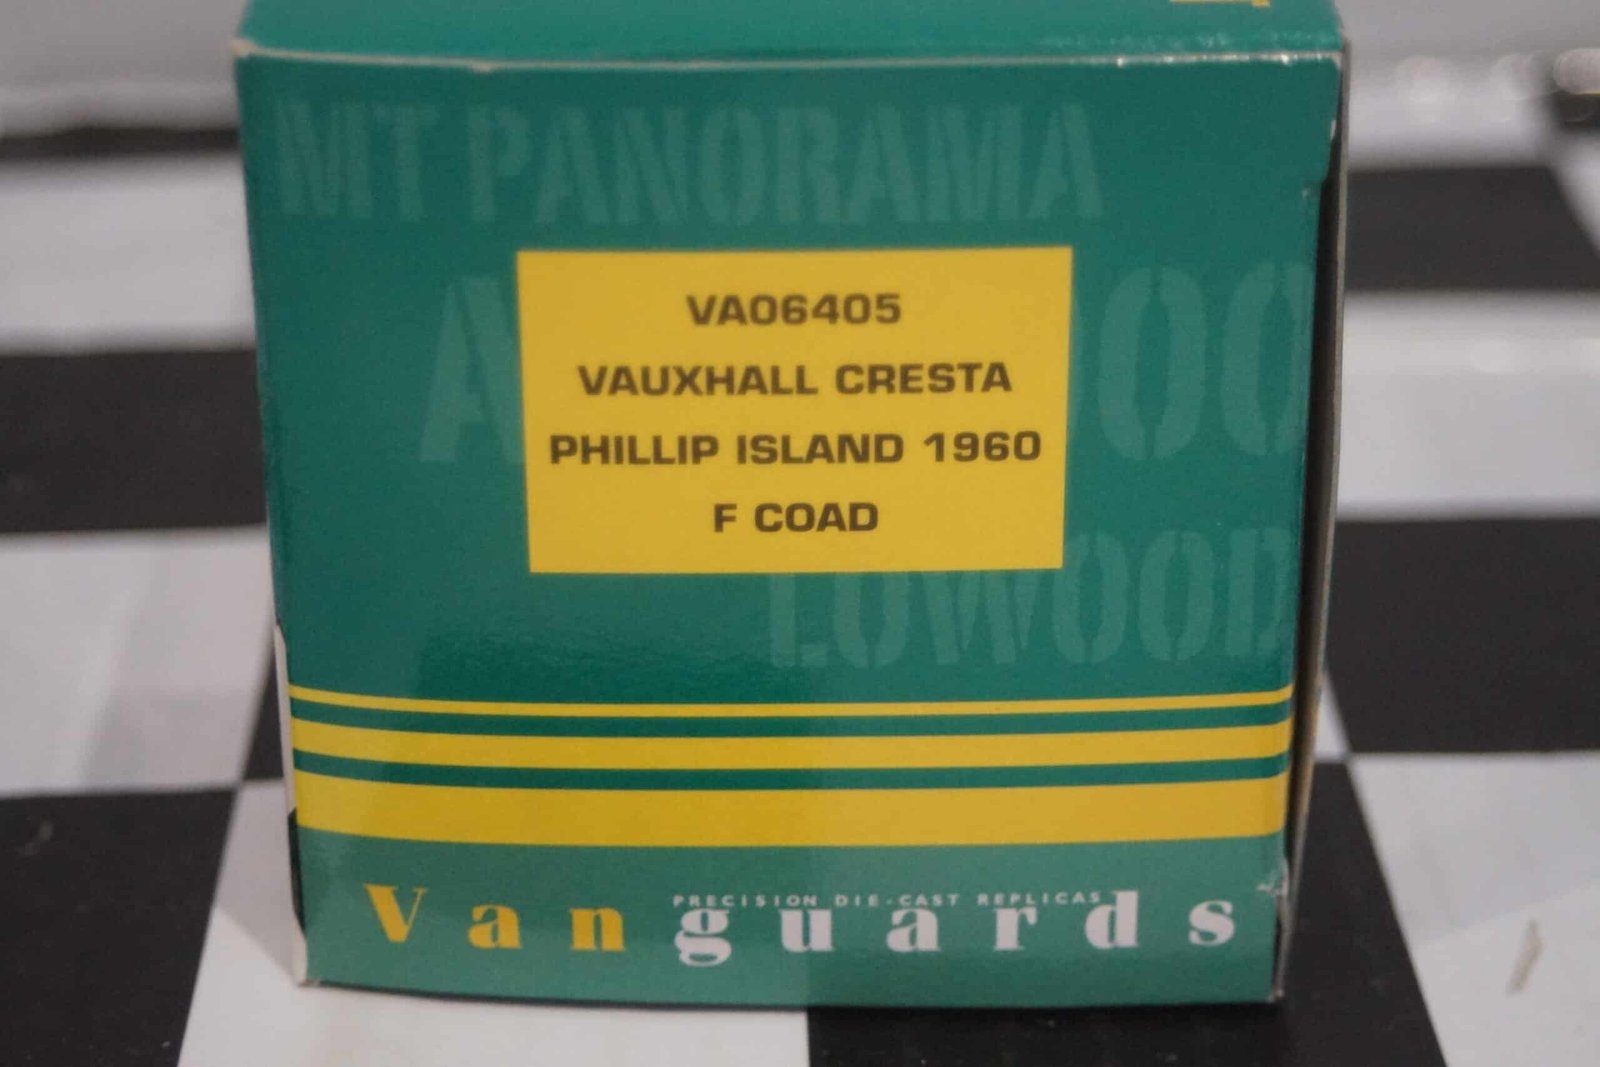 MT PANORAMA
VA06405
VAUXHALL CRESTA
PHILLIP ISLAND 1960
F COAD
LOWOOD
PRECISION DIE-CAST REPLICAS
Vanguards